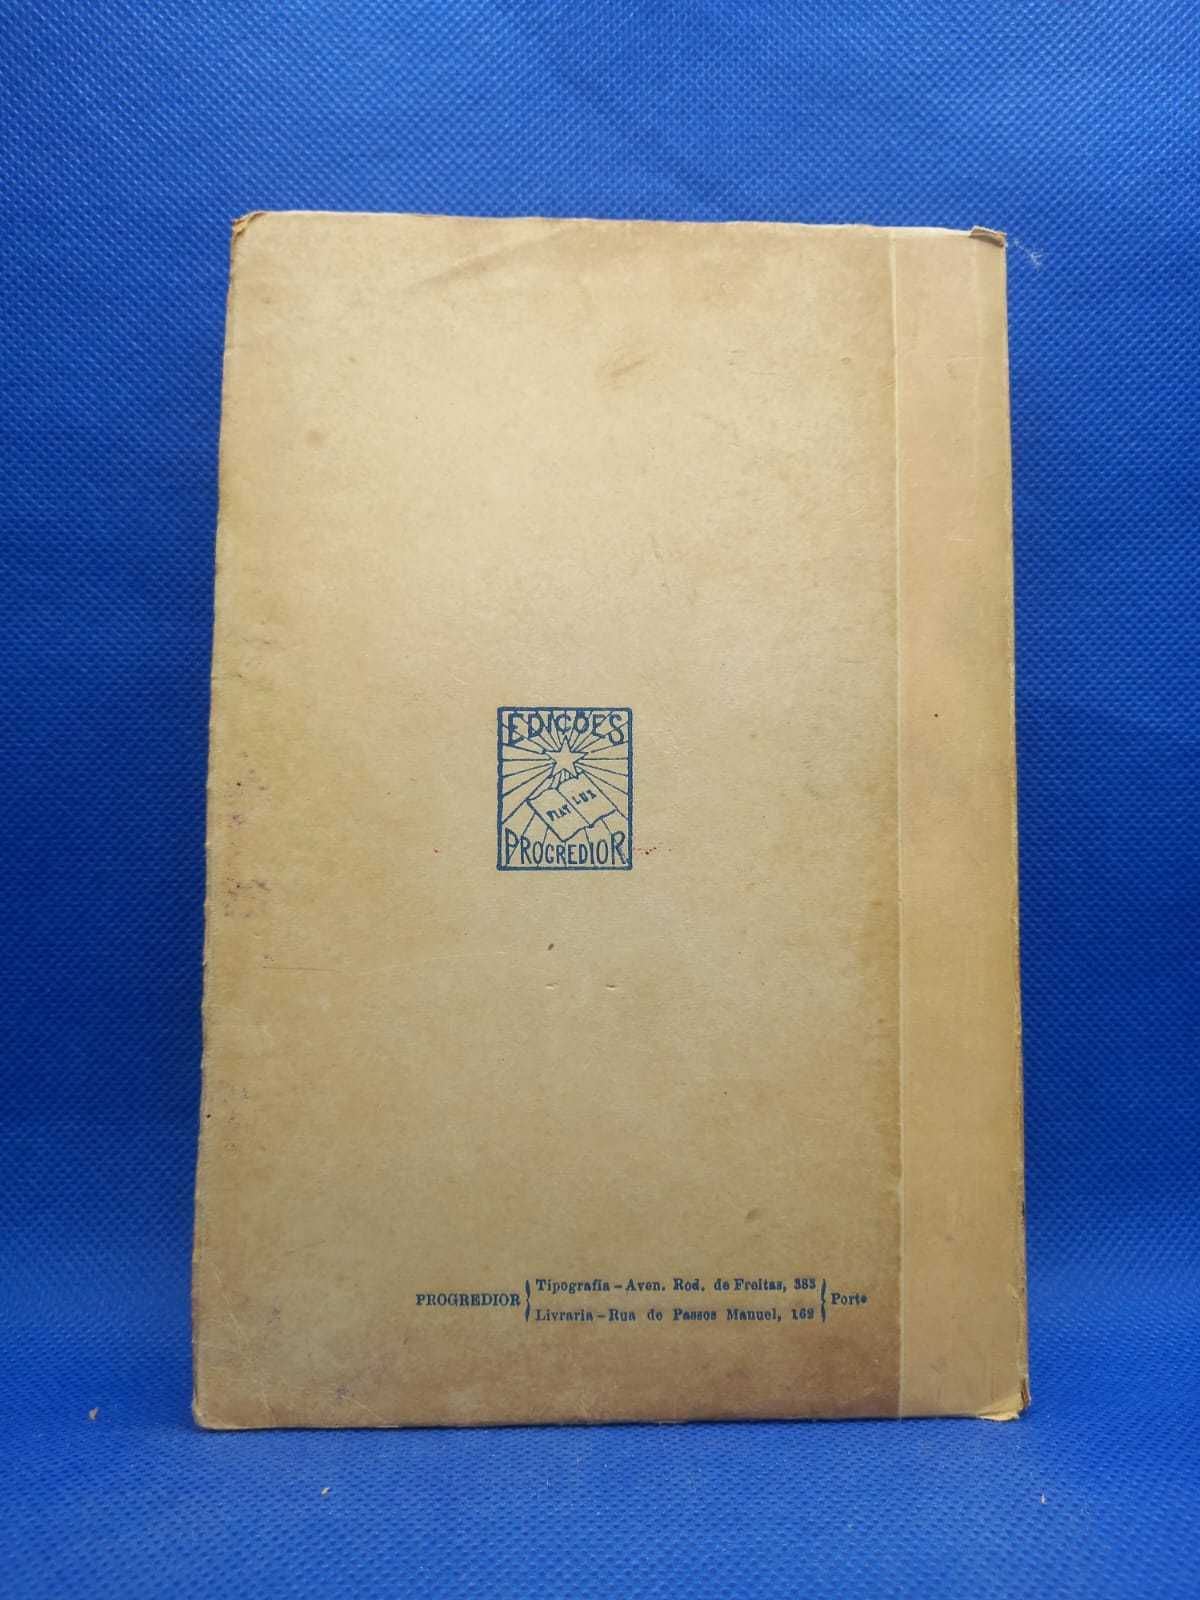 EDIÇÕES
FIAT LUX
PROGREDIOR
PROGREDIOR { Tipografia – Aven. Rod. de Freitas, 383 } Porto
Livraria – Rua de Passos Manuel, 162